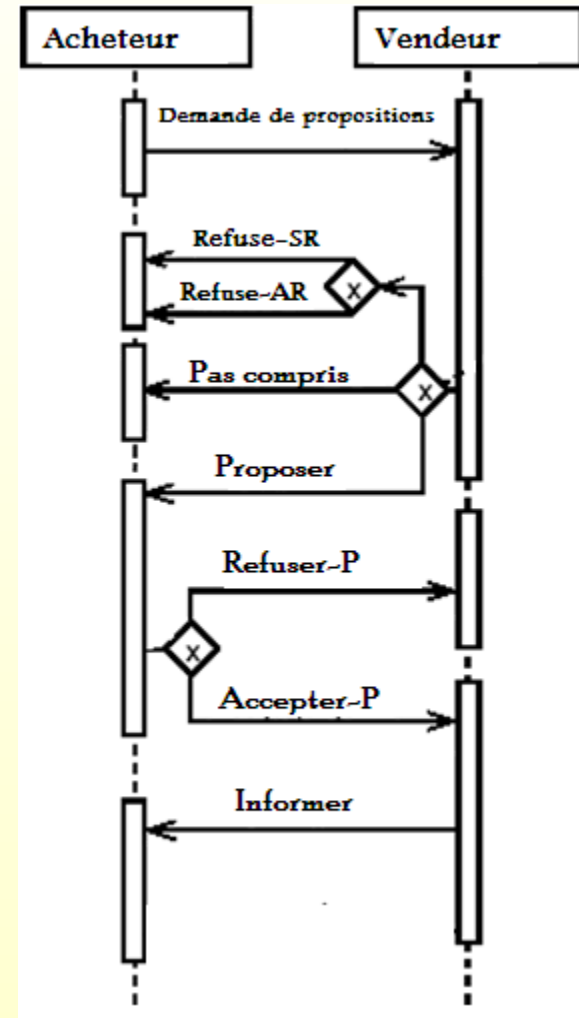 Acheteur
Vendeur
Demande de propositions
Refuse-SR
Refuse-AR
x
Pas compris
x
Proposer
Refuser-P
x
Accepter-P
Informer